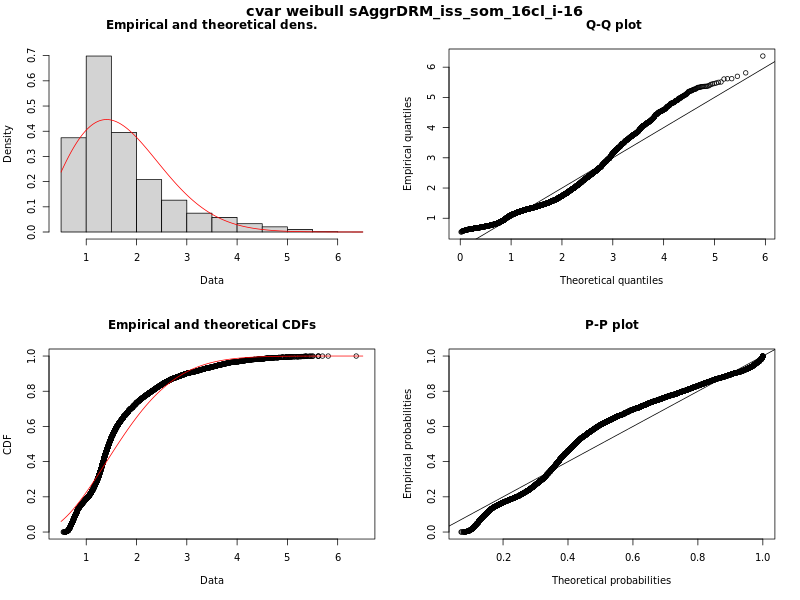 cvar weibull sAggrDRM_iss_som_16cl_i-16
Empirical and theoretical dens.
Density
0.0 0.1 0.2 0.3 0.4 0.5 0.6 0.7
1 2 3 4 5 6
Data
Q-Q plot
Empirical quantiles
1 2 3 4 5 6
0 1 2 3 4 5 6
Theoretical quantiles
Empirical and theoretical CDFs
CDF
0.0 0.2 0.4 0.6 0.8 1.0
1 2 3 4 5 6
Data
P-P plot
Empirical probabilities
0.0 0.2 0.4 0.6 0.8 1.0
0.2 0.4 0.6 0.8 1.0
Theoretical probabilities